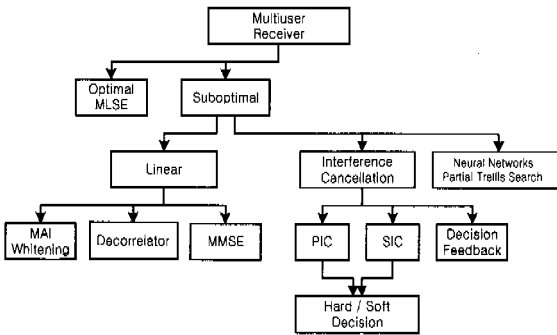 Multiuser
Receiver
Optimal
MLSE
Suboptimal
Linear
Interference
Cancellation
Neural Networks
Partial Trellis Search
MAI
Whitening
Decorrelator
MMSE
PIC
SIC
Decision
Feedback
Hard / Soft
Decision